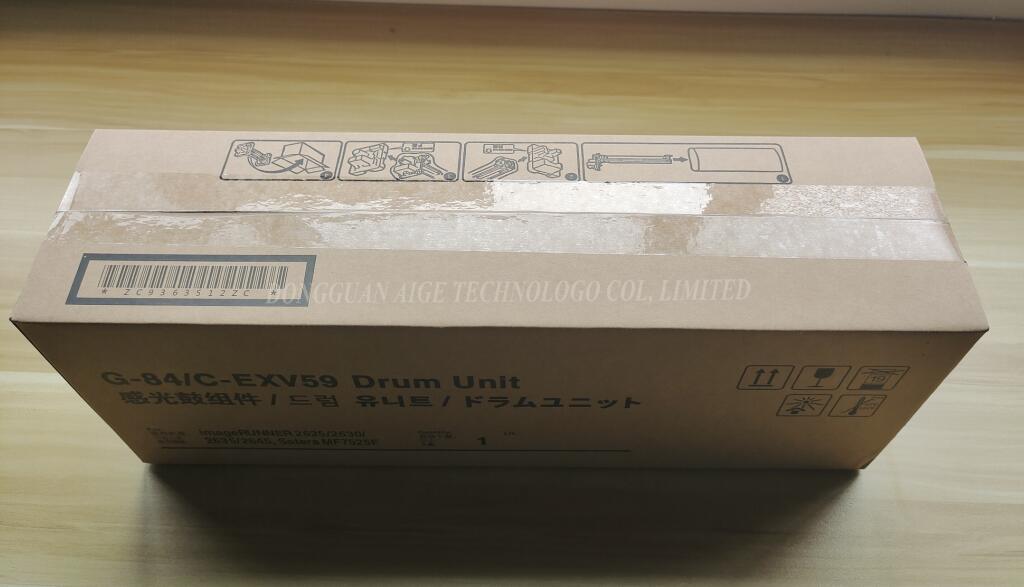 * ZC9363512ZC *
DONGGUAN AIGE TECHNOLOGO COL, LIMITED
G-84/C-EXV59 Drum Unit
感光鼓组件 / 드럼 유니트 / ドラムユニット
imageRUNNER 2625/2630/
2635/2645, Satera MF7525F
1